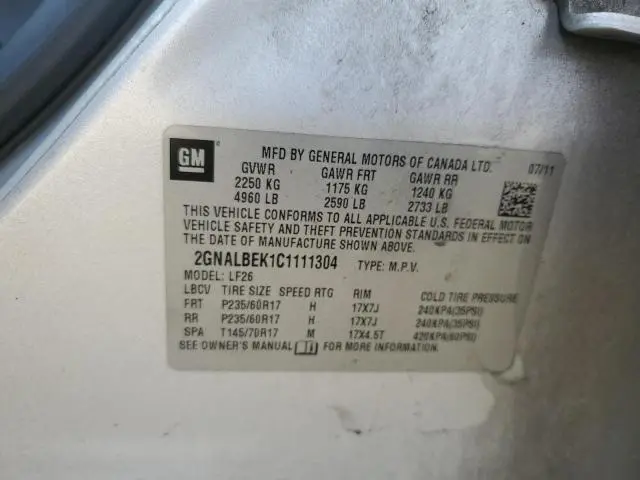 GM MFD BY GENERAL MOTORS OF CANADA LTD. 07/11
GVWR GAWR FRT GAWR RR
2250 KG 1175 KG 1240 KG
4960 LB 2590 LB 2733 LB
THIS VEHICLE CONFORMS TO ALL APPLICABLE U.S. FEDERAL MOTOR
VEHICLE SAFETY AND THEFT PREVENTION STANDARDS IN EFFECT ON
THE DATE OF MANUFACTURE SHOWN ABOVE.
2GNALBEK1C1111304 TYPE: M.P.V.
MODEL: LF26
LBCV TIRE SIZE SPEED RTG RIM COLD TIRE PRESSURE
FRT P235/60R17 H 17X7J 240KPA(35PSI)
RR P235/60R17 H 17X7J 240KPA(35PSI)
SPA T145/70R17 M 17X4.5T 420KPA(60PSI)
SEE OWNER'S MANUAL FOR MORE INFORMATION.